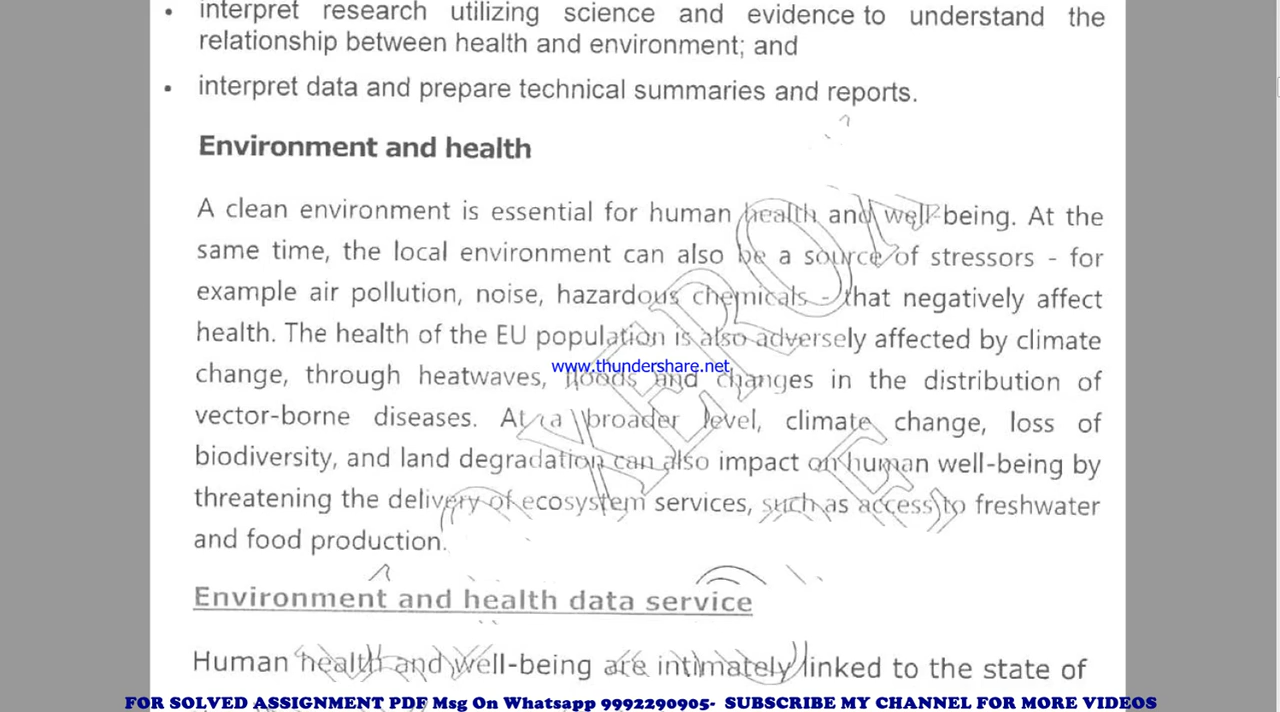 • interpret research utilizing science and evidence to understand the
relationship between health and environment; and
• interpret data and prepare technical summaries and reports.
Environment and health
A clean environment is essential for human health and well-being. At the
same time, the local environment can also be a source of stressors - for
example air pollution, noise, hazardous chemicals - that negatively affect
health. The health of the EU population is also adversely affected by climate
www.thundershare.net
change, through heatwaves, floods and changes in the distribution of
vector-borne diseases. At a broader level, climate change, loss of
biodiversity, and land degradation can also impact on human well-being by
threatening the delivery of ecosystem services, such as access to freshwater
and food production.
Environment and health data service
Human health and well-being are intimately linked to the state of
FOR SOLVED ASSIGNMENT PDF Msg On Whatsapp 9992290905- SUBSCRIBE MY CHANNEL FOR MORE VIDEOS